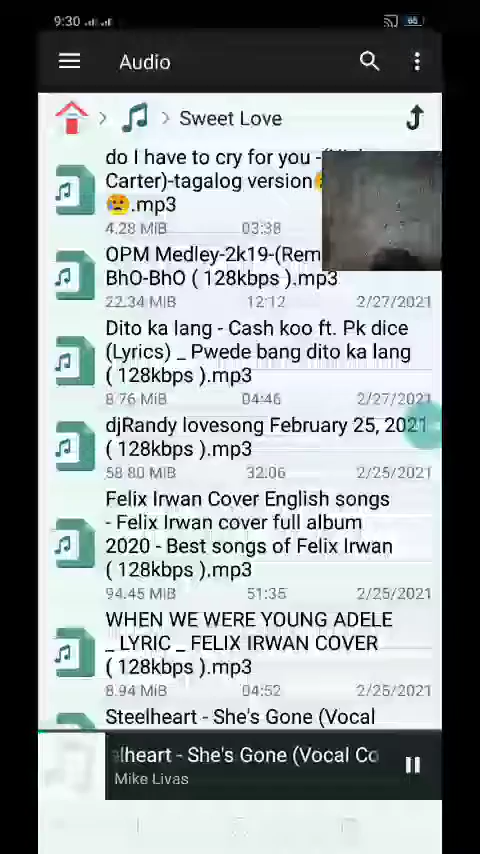 9:30
66
Audio
Sweet Love
do I have to cry for you -
Carter)-tagalog version
.mp3
4.28 MiB 03:38
OPM Medley-2k19-(Rem
BhO-BhO ( 128kbps ).mp3
22.34 MiB 12:12 2/27/2021
Dito ka lang - Cash koo ft. Pk dice
(Lyrics) _ Pwede bang dito ka lang
( 128kbps ).mp3
8.76 MiB 04:46 2/27/2021
djRandy lovesong February 25, 2021
( 128kbps ).mp3
58.80 MiB 32:06 2/25/2021
Felix Irwan Cover English songs
- Felix Irwan cover full album
2020 - Best songs of Felix Irwan
( 128kbps ).mp3
94.45 MiB 51:35 2/25/2021
WHEN WE WERE YOUNG ADELE
_ LYRIC _ FELIX IRWAN COVER
( 128kbps ).mp3
8.94 MiB 04:52 2/25/2021
Steelheart - She's Gone (Vocal
elheart - She's Gone (Vocal Co
Mike Livas